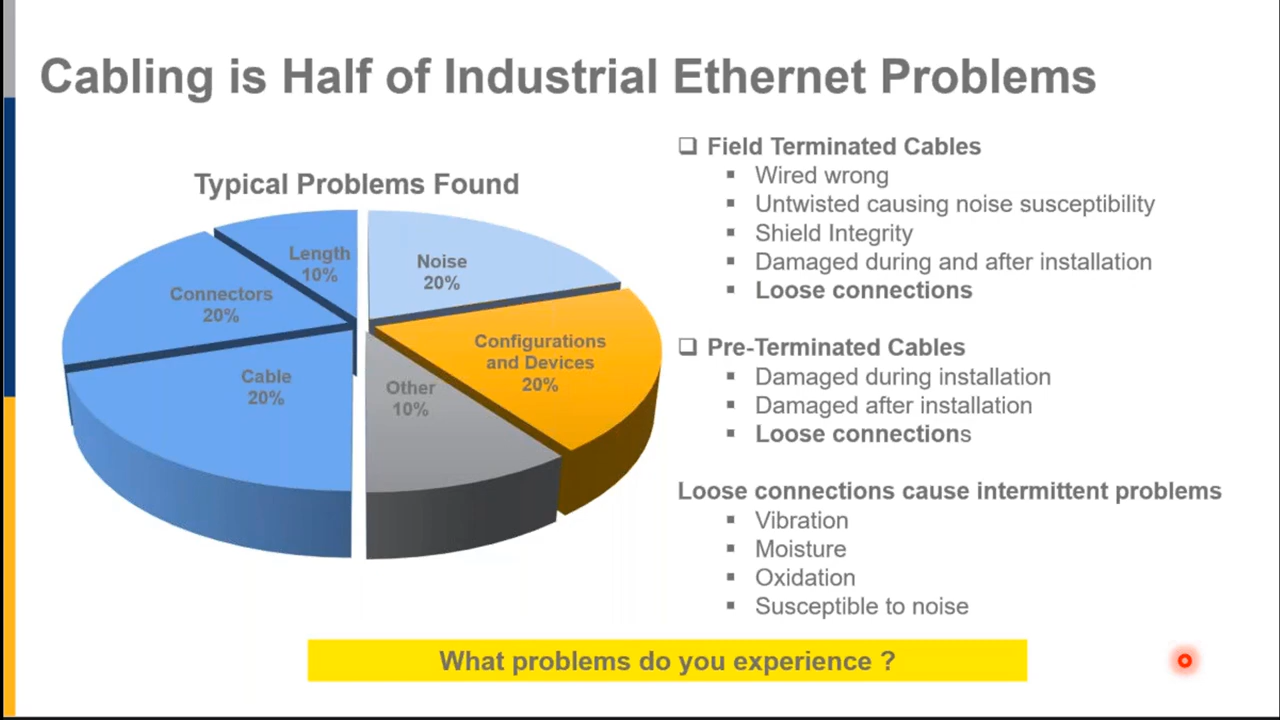 Cabling is Half of Industrial Ethernet Problems
Typical Problems Found
Length
10%
Noise
20%
Connectors
20%
Configurations
and Devices
20%
Cable
20%
Other
10%
❑ Field Terminated Cables
▪ Wired wrong
▪ Untwisted causing noise susceptibility
▪ Shield Integrity
▪ Damaged during and after installation
▪ Loose connections
❑ Pre-Terminated Cables
▪ Damaged during installation
▪ Damaged after installation
▪ Loose connections
Loose connections cause intermittent problems
▪ Vibration
▪ Moisture
▪ Oxidation
▪ Susceptible to noise
What problems do you experience ?